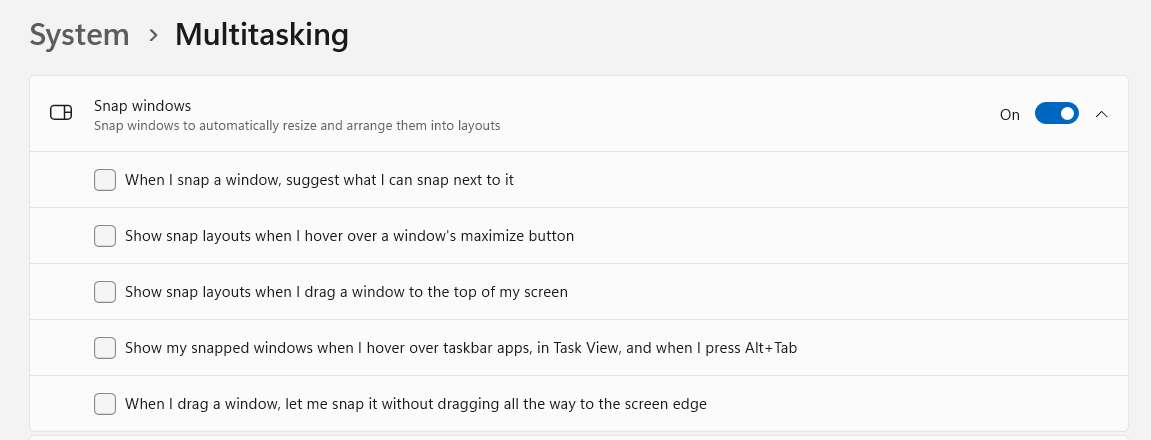 System > Multitasking
Snap windows
Snap windows to automatically resize and arrange them into layouts
On
When I snap a window, suggest what I can snap next to it
Show snap layouts when I hover over a window's maximize button
Show snap layouts when I drag a window to the top of my screen
Show my snapped windows when I hover over taskbar apps, in Task View, and when I press Alt+Tab
When I drag a window, let me snap it without dragging all the way to the screen edge